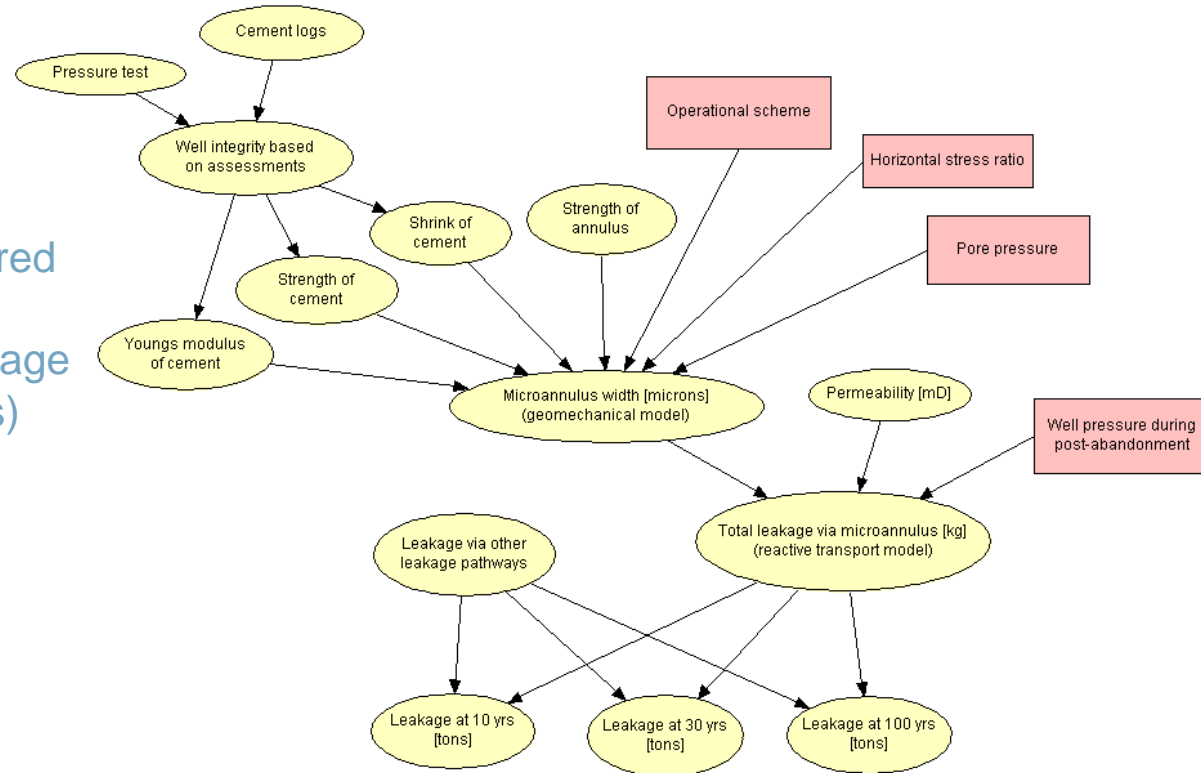 Cement logs
Pressure test
Well integrity based
on assessments
Operational scheme
Horizontal stress ratio
Shrink of
cement
Strength of
annulus
Pore pressure
Strength of
cement
Youngs modulus
of cement
Microannulus width [microns]
(geomechanical model)
Permeability [mD]
Well pressure during
post-abandonment
Total leakage via microannulus [kg]
(reactive transport model)
Leakage via other
leakage pathways
Leakage at 10 yrs
[tons]
Leakage at 30 yrs
[tons]
Leakage at 100 yrs
[tons]
red
age
s)